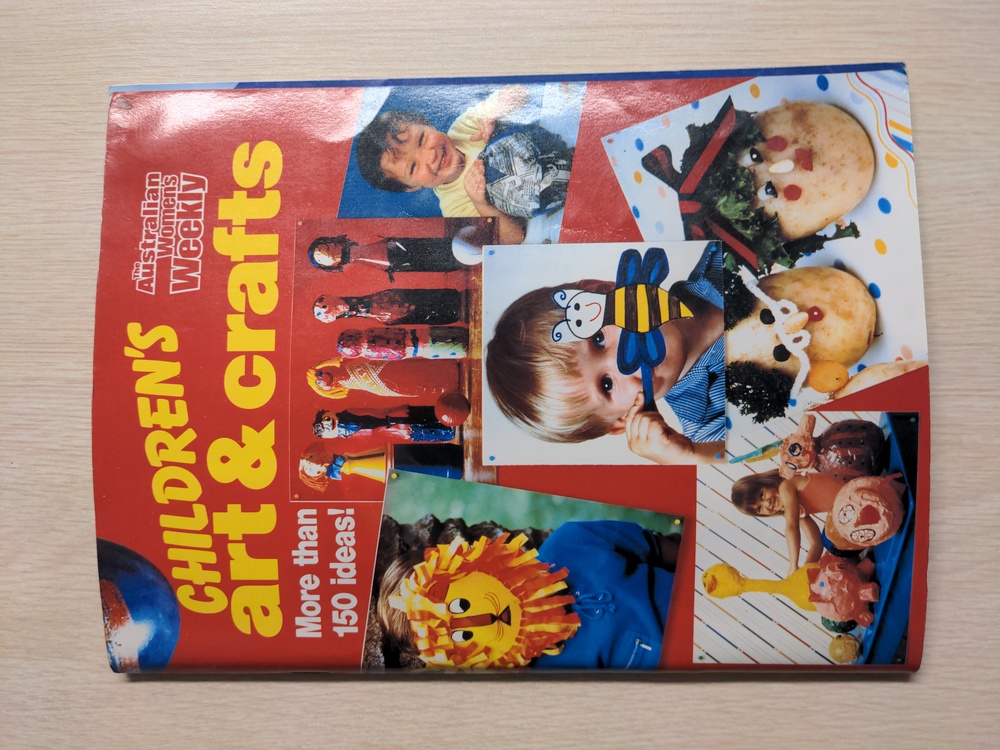 CHILDREN'S
art & crafts
The
Australian
Women's
Weekly
More than
150 ideas!